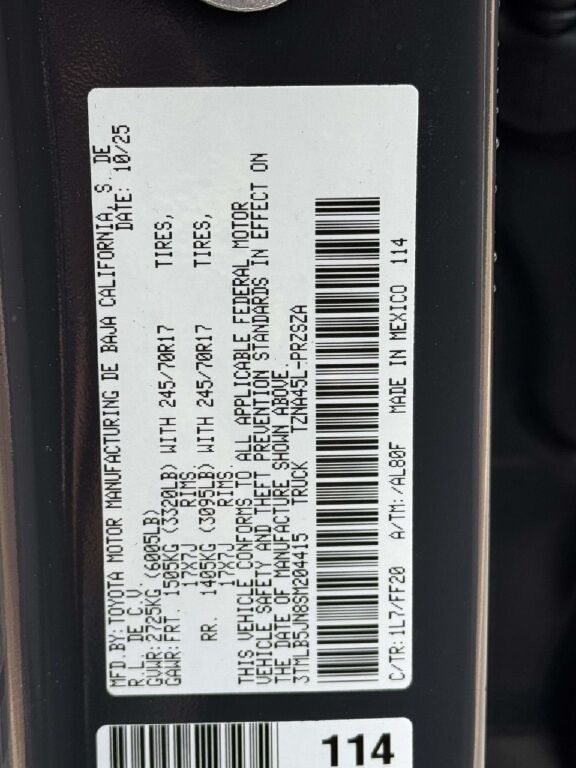 MFD.BY:TOYOTA MOTOR MANUFACTURING DE BAJA CALIFORNIA, S. DE
R.L. DE C.V. DATE: 10/25
GVWR:2725KG (6005LB)
GAWR:FRT. 1505KG (3320LB) WITH 245/70R17 TIRES,
17X7J RIMS,
RR. 1405KG (3095LB) WITH 245/70R17 TIRES,
17X7J RIMS.
THIS VEHICLE CONFORMS TO ALL APPLICABLE FEDERAL MOTOR
VEHICLE SAFETY AND THEFT PREVENTION STANDARDS IN EFFECT ON
THE DATE OF MANUFACTURE SHOWN ABOVE.
3TMLB5JN8SM204415 TRUCK TZNA45L-PRZSZA
C/TR:1L7/FF20 A/TM:/AL80F MADE IN MEXICO 114
114